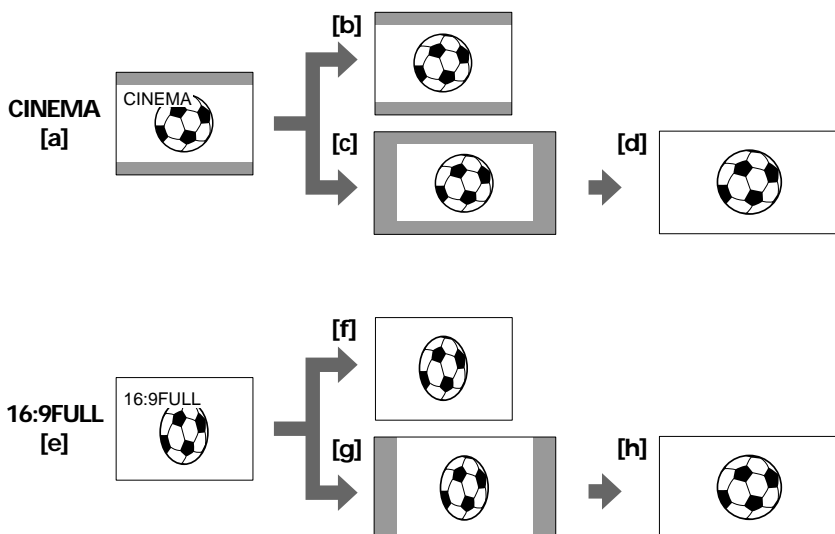 [b]
CINEMA
CINEMA
[a]
[c]
[d]
[f]
16:9FULL
16:9FULL
[e]
[g]
[h]